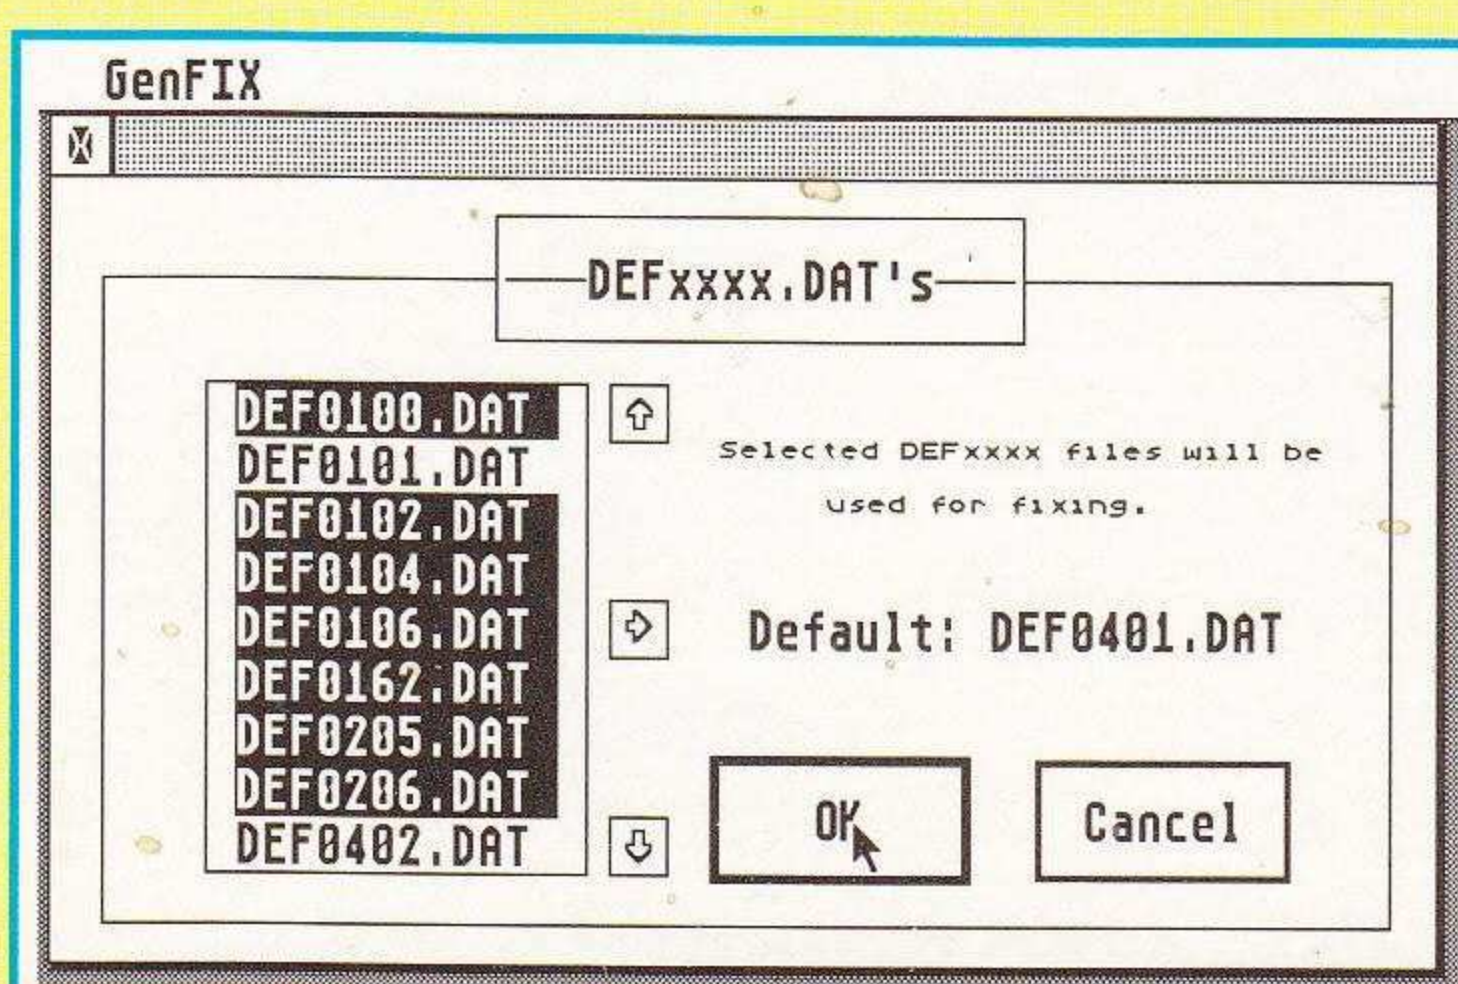 GenFIX
DEFxxxx.DAT's
DEF0100.DAT
DEF0101.DAT
DEF0102.DAT
DEF0104.DAT
DEF0106.DAT
DEF0162.DAT
DEF0205.DAT
DEF0206.DAT
DEF0402.DAT
Selected DEFxxxx files will be
used for fixing.
Default: DEF0401.DAT
OK
Cancel